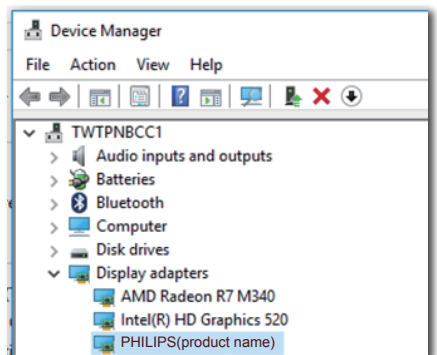 Device Manager
File Action View Help
TWTPNBCC1
Audio inputs and outputs
Batteries
Bluetooth
Computer
Disk drives
Display adapters
AMD Radeon R7 M340
Intel(R) HD Graphics 520
PHILIPS(product name)